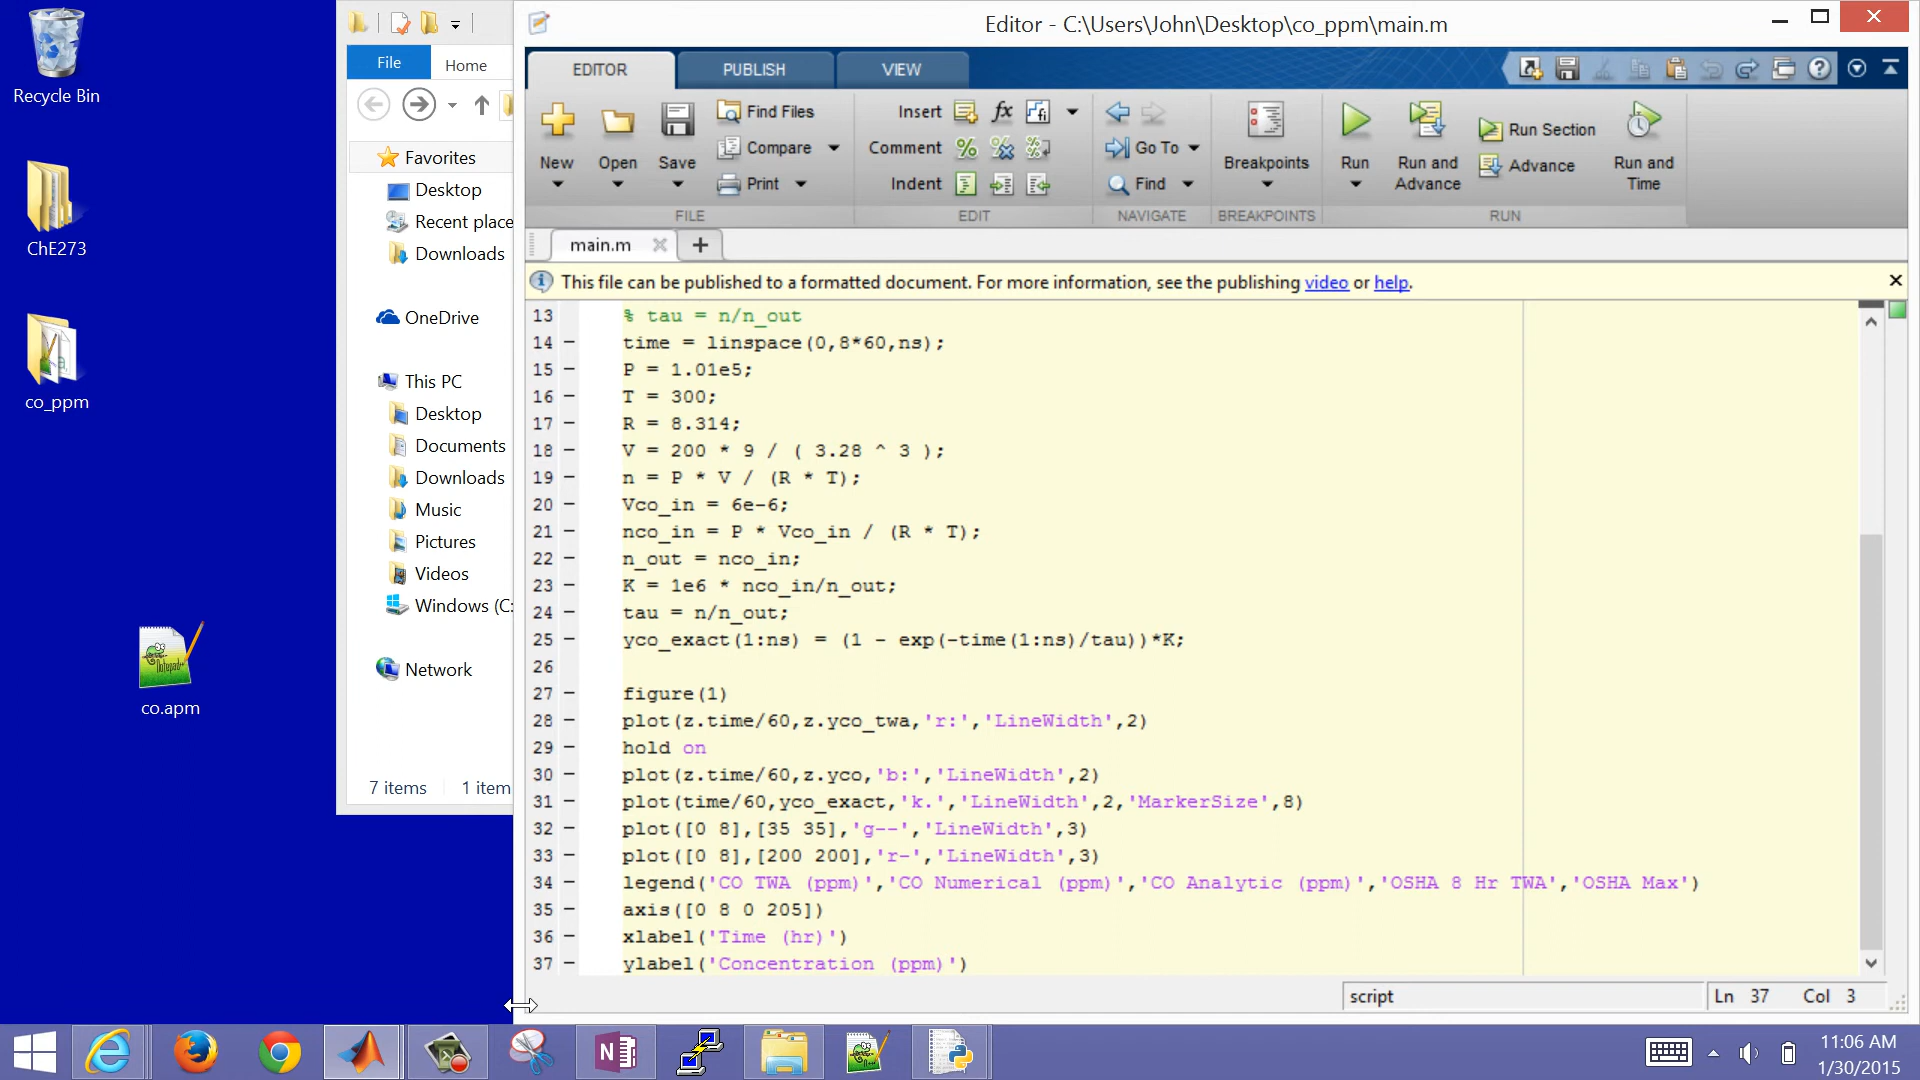 Recycle Bin
ChE273
co_ppm
co.apm
File
Home
Favorites
Desktop
Recent place
Downloads
OneDrive
This PC
Desktop
Documents
Downloads
Music
Pictures
Videos
Windows (C:
Network
7 items
1 item
Editor - C:\Users\John\Desktop\co_ppm\main.m
EDITOR
PUBLISH
VIEW
New
Open
Save
Find Files
Compare
Print
FILE
Insert
Comment
Indent
EDIT
Go To
Find
NAVIGATE
Breakpoints
BREAKPOINTS
Run
Run and Advance
Run Section
Advance
Run and Time
RUN
main.m
This file can be published to a formatted document. For more information, see the publishing video or help.
13 % tau = n/n_out
14 – time = linspace(0,8*60,ns);
15 – P = 1.01e5;
16 – T = 300;
17 – R = 8.314;
18 – V = 200 * 9 / ( 3.28 ^ 3 );
19 – n = P * V / (R * T);
20 – Vco_in = 6e-6;
21 – nco_in = P * Vco_in / (R * T);
22 – n_out = nco_in;
23 – K = 1e6 * nco_in/n_out;
24 – tau = n/n_out;
25 – yco_exact(1:ns) = (1 - exp(-time(1:ns)/tau))*K;
26
27 – figure(1)
28 – plot(z.time/60,z.yco_twa,'r:','LineWidth',2)
29 – hold on
30 – plot(z.time/60,z.yco,'b:','LineWidth',2)
31 – plot(time/60,yco_exact,'k.','LineWidth',2,'MarkerSize',8)
32 – plot([0 8],[35 35],'g--','LineWidth',3)
33 – plot([0 8],[200 200],'r-','LineWidth',3)
34 – legend('CO TWA (ppm)','CO Numerical (ppm)','CO Analytic (ppm)','OSHA 8 Hr TWA','OSHA Max')
35 – axis([0 8 0 205])
36 – xlabel('Time (hr)')
37 – ylabel('Concentration (ppm)')
script
Ln 37 Col 3
11:06 AM
1/30/2015